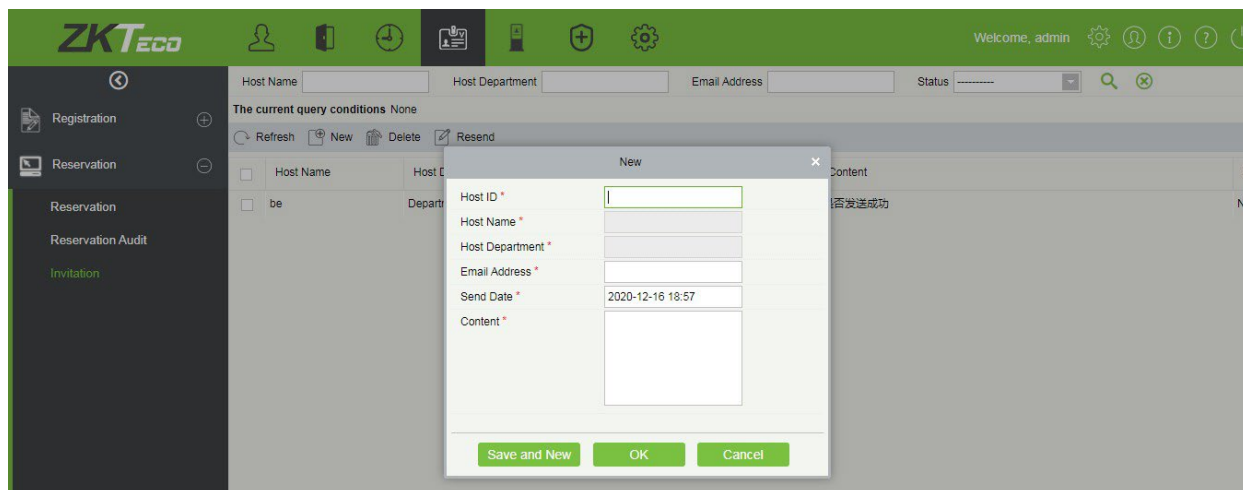 ZKTECO
Welcome, admin
Host Name Host Department Email Address Status ----------
The current query conditions None
Refresh New Delete Resend
Registration
Reservation
Reservation
Reservation Audit
Invitation
Host Name Content
be 是否发送成功
New
Host ID *
Host Name *
Host Department *
Email Address *
Send Date * 2020-12-16 18:57
Content *
Save and New OK Cancel